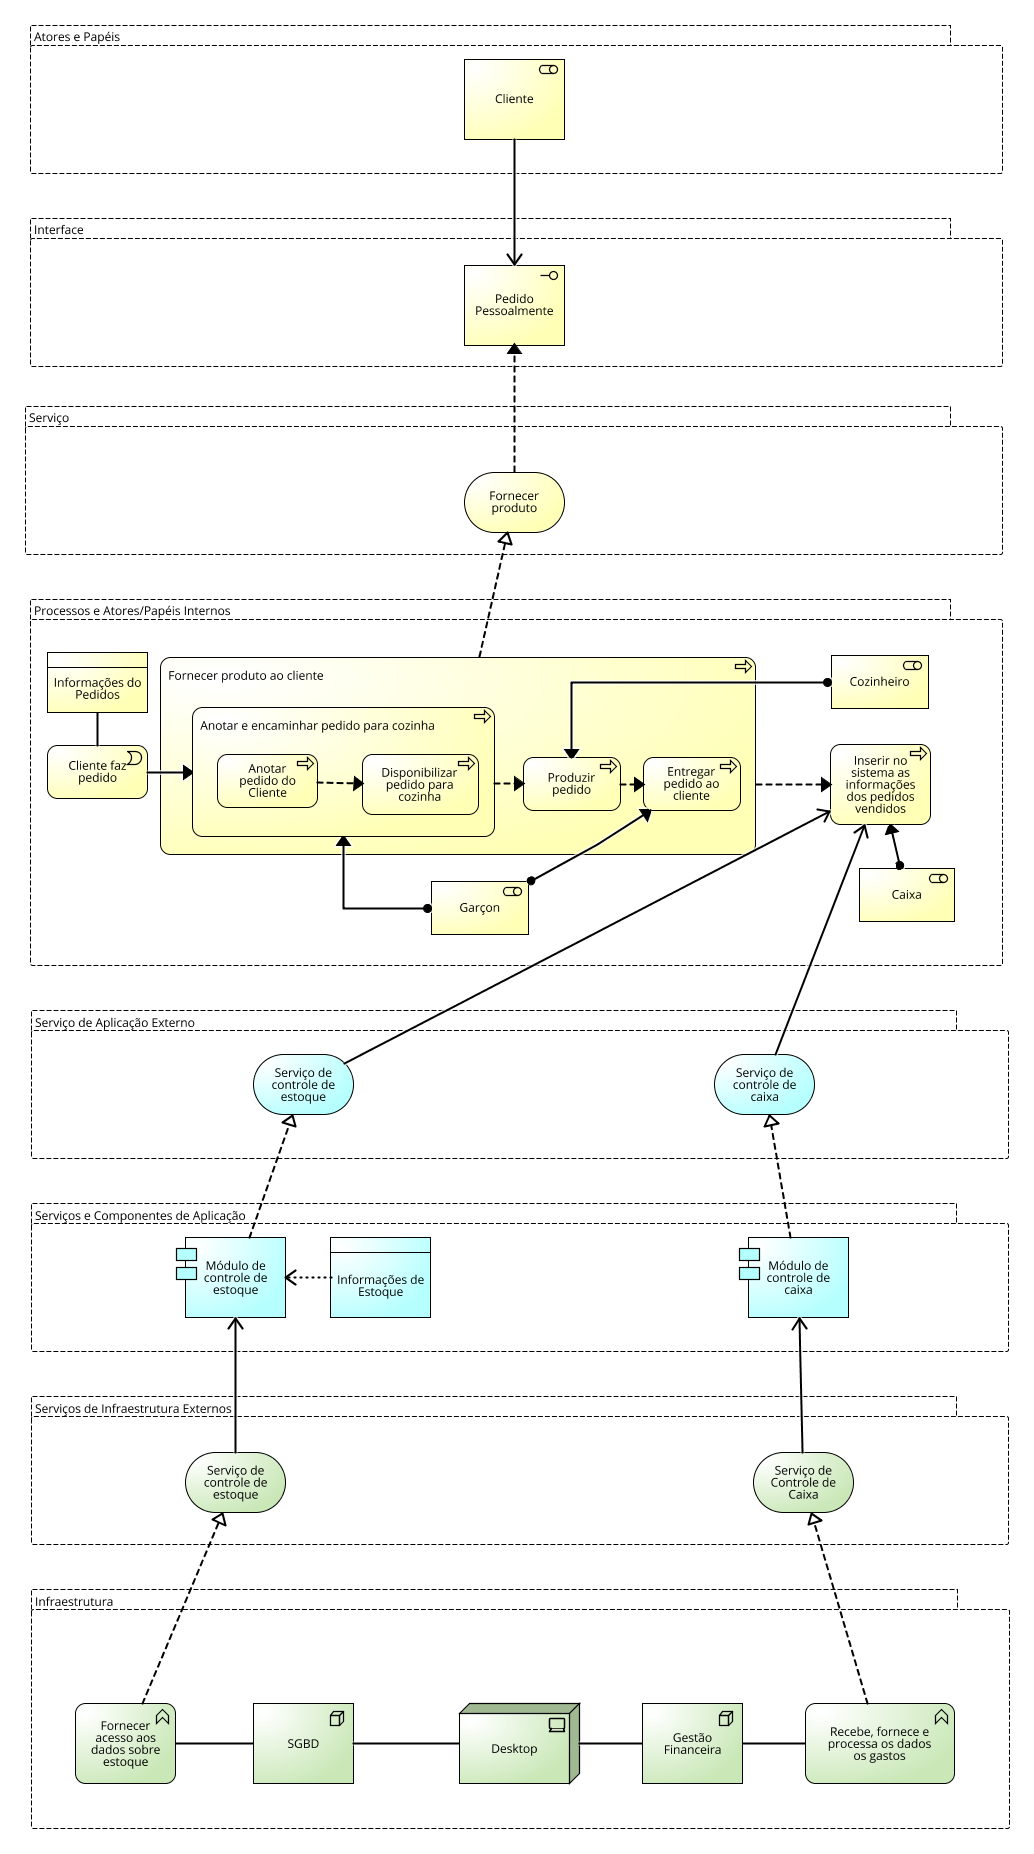 Atores e Papéis
Cliente
Interface
Pedido
Pessoalmente
Serviço
Fornecer
produto
Processos e Atores/Papéis Internos
Informações do
Pedidos
Cliente faz
pedido
Fornecer produto ao cliente
Anotar e encaminhar pedido para cozinha
Anotar
pedido do
Cliente
Disponibilizar
pedido para
cozinha
Produzir
pedido
Entregar
pedido ao
cliente
Cozinheiro
Inserir no
sistema as
informações
dos pedidos
vendidos
Garçon
Caixa
Serviço de Aplicação Externo
Serviço de
controle de
estoque
Serviço de
controle de
caixa
Serviços e Componentes de Aplicação
Módulo de
controle de
estoque
Informações de
Estoque
Módulo de
controle de
caixa
Serviços de Infraestrutura Externos
Serviço de
controle de
estoque
Serviço de
Controle de
Caixa
Infraestrutura
Fornecer
acesso aos
dados sobre
estoque
SGBD
Desktop
Gestão
Financeira
Recebe, fornece e
processa os dados
os gastos